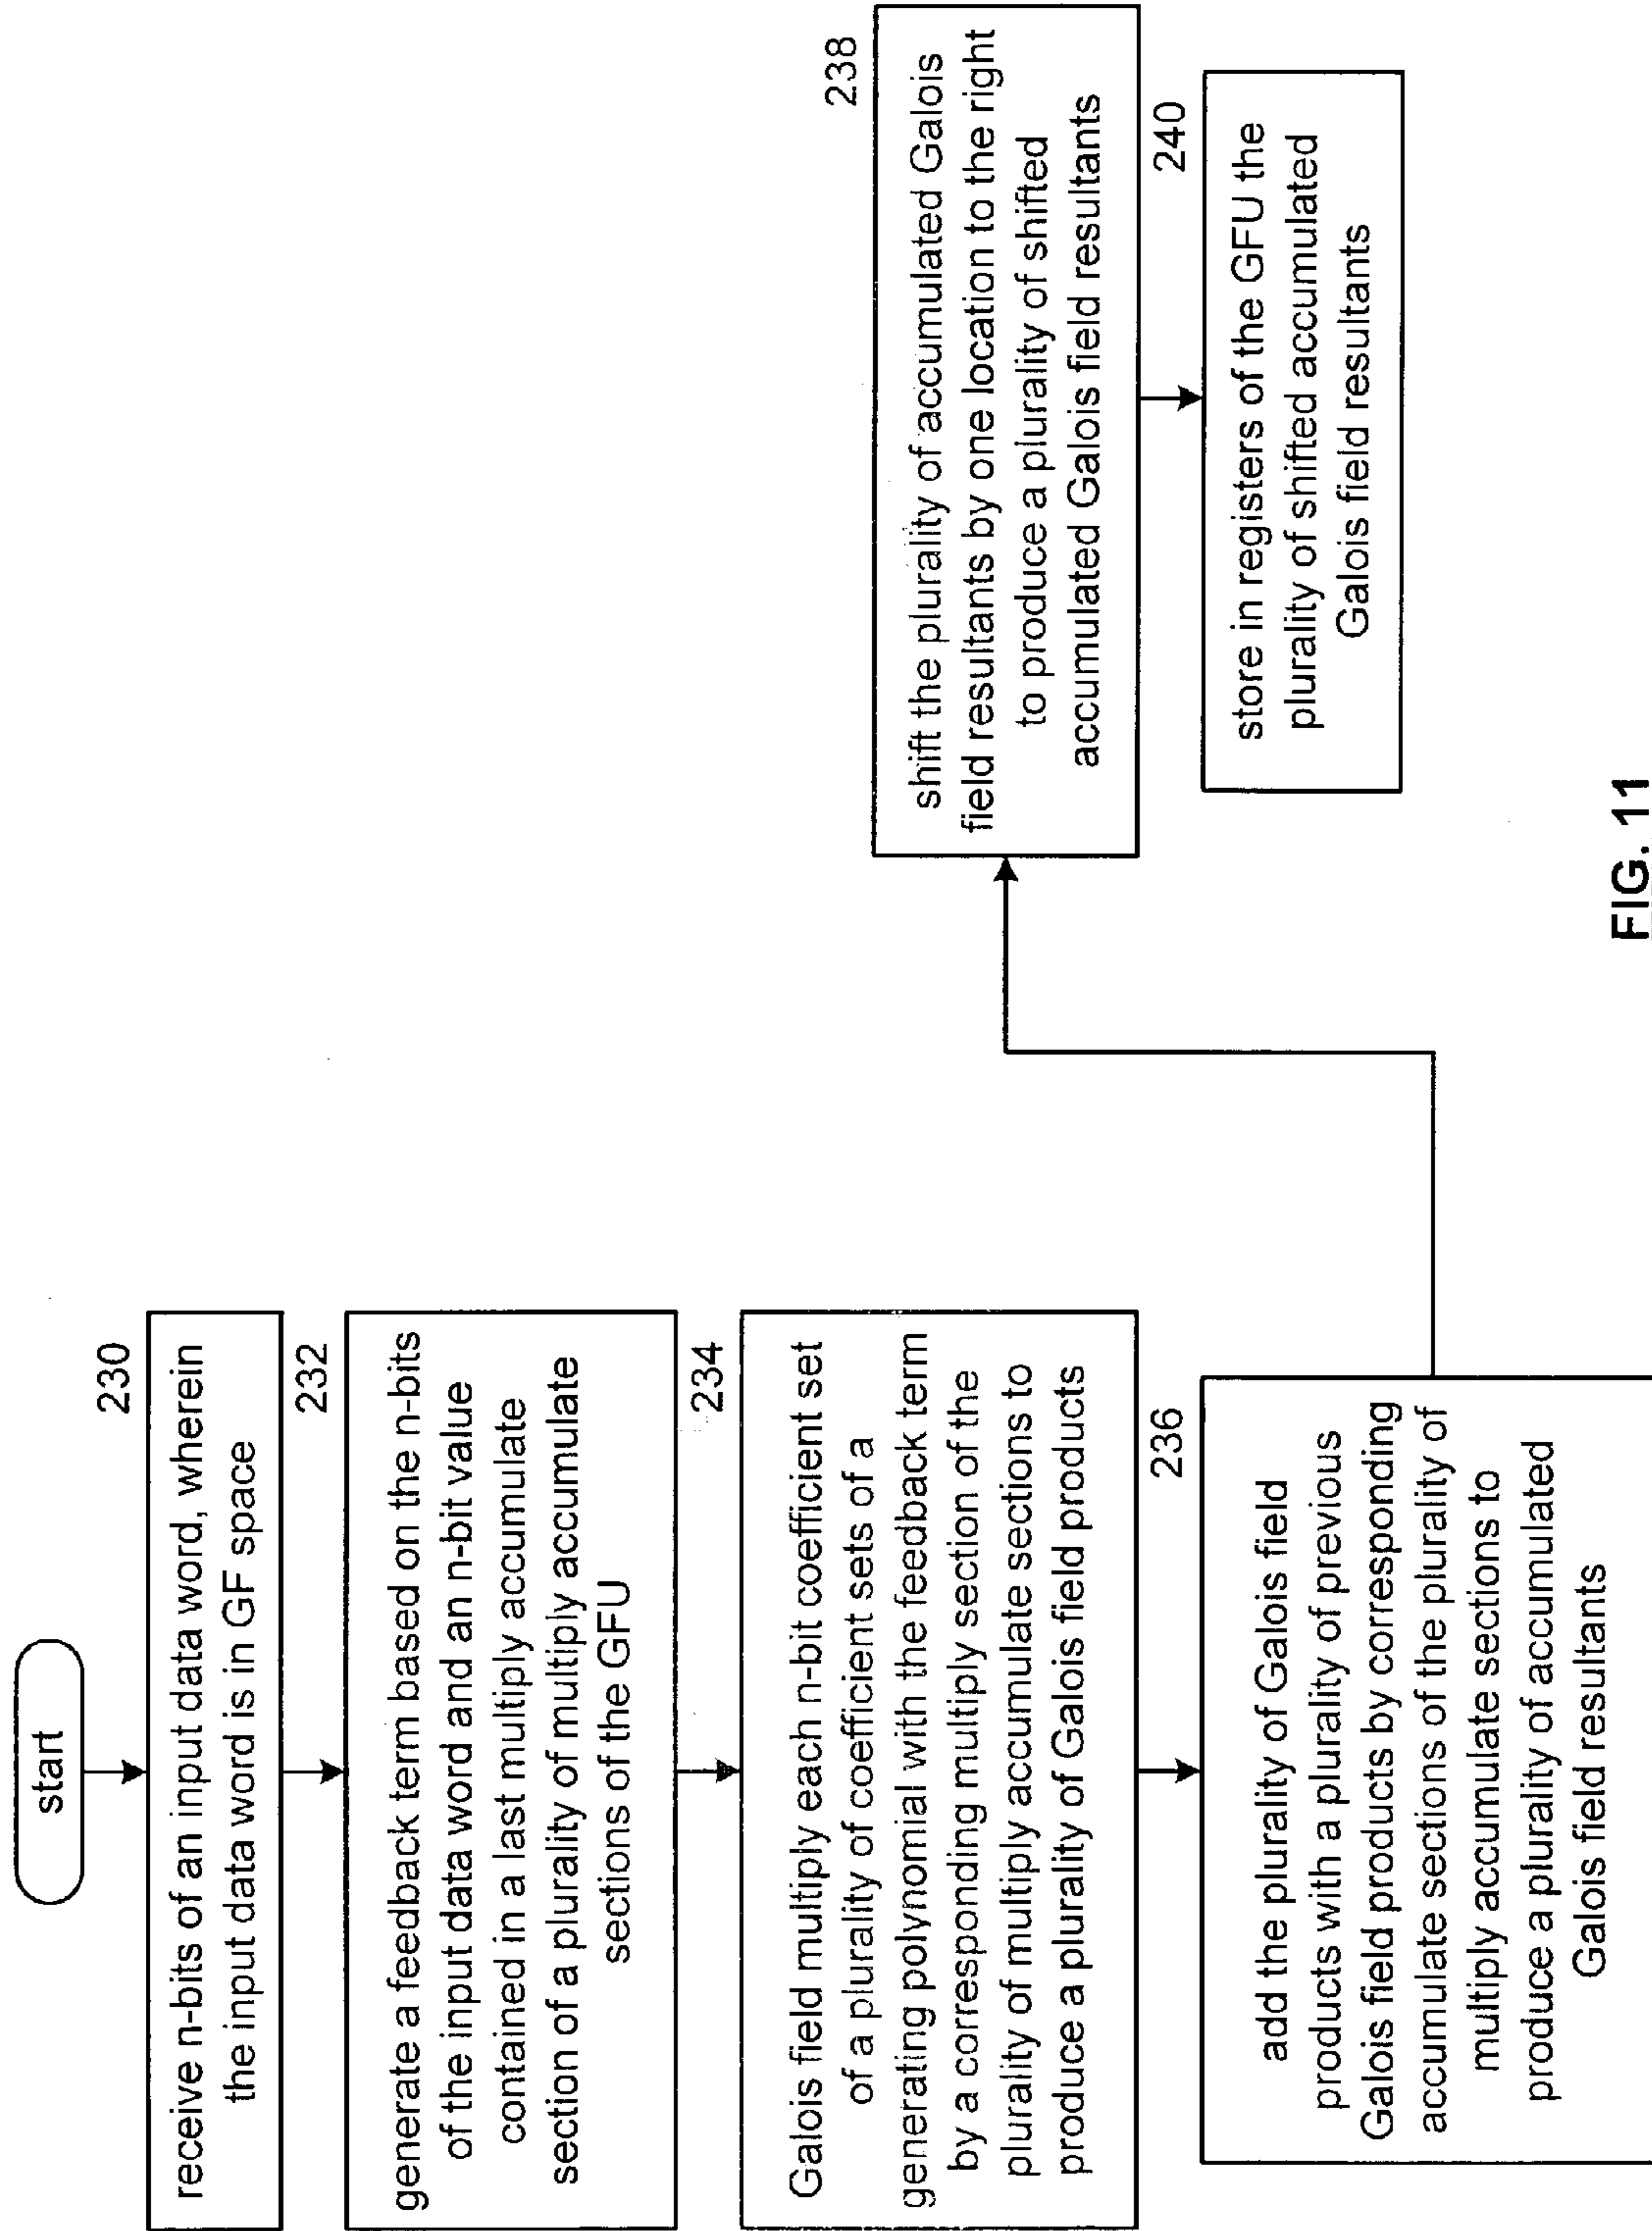 start
230
receive n-bits of an input data word, wherein
the input data word is in GF space
232
generate a feedback term based on the n-bits
of the input data word and an n-bit value
contained in a last multiply accumulate
section of a plurality of multiply accumulate
sections of the GFU
234
Galois field multiply each n-bit coefficient set
of a plurality of coefficient sets of a
generating polynomial with the feedback term
by a corresponding multiply section of the
plurality of multiply accumulate sections to
produce a plurality of Galois field products
236
add the plurality of Galois field
products with a plurality of previous
Galois field products by corresponding
accumulate sections of the plurality of
multiply accumulate sections to
produce a plurality of accumulated
Galois field resultants
238
shift the plurality of accumulated Galois
field resultants by one location to the right
to produce a plurality of shifted
accumulated Galois field resultants
240
store in registers of the GFU the
plurality of shifted accumulated
Galois field resultants
FIG. 11